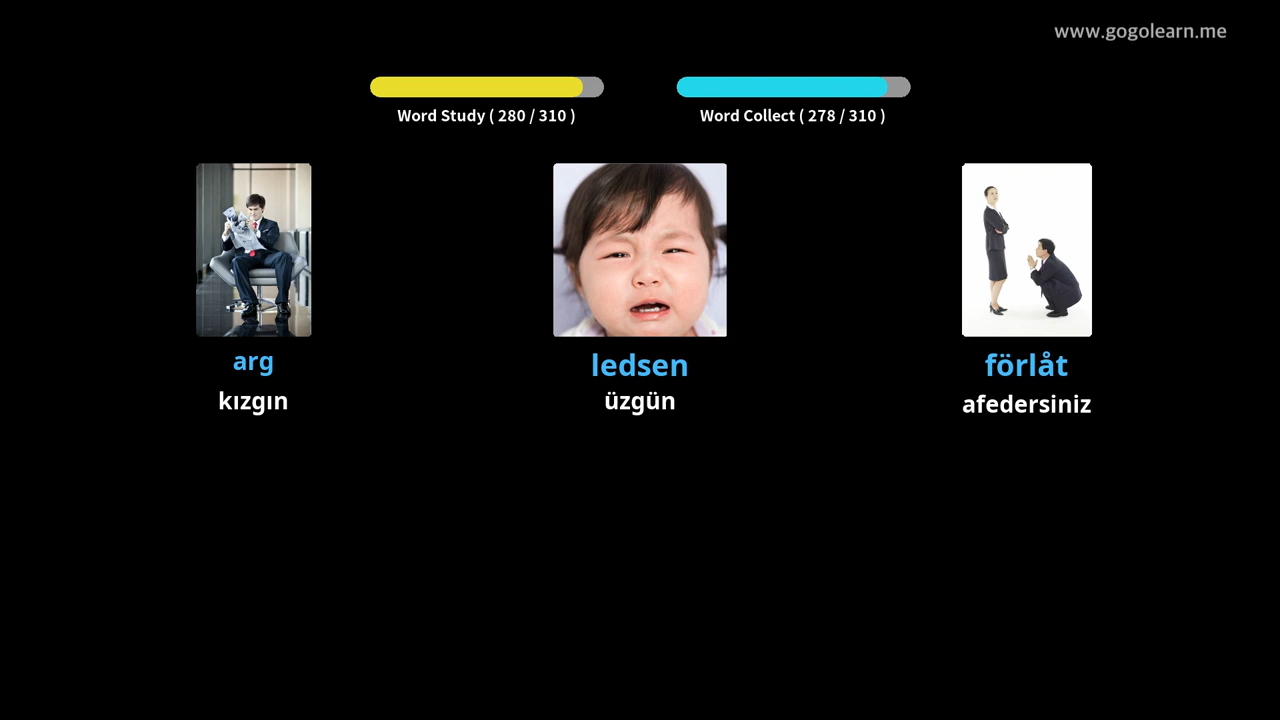 www.gogolearn.me
Word Study ( 280 / 310 )
Word Collect ( 278 / 310 )
arg
ledsen
förlåt
kızgın
üzgün
afedersiniz